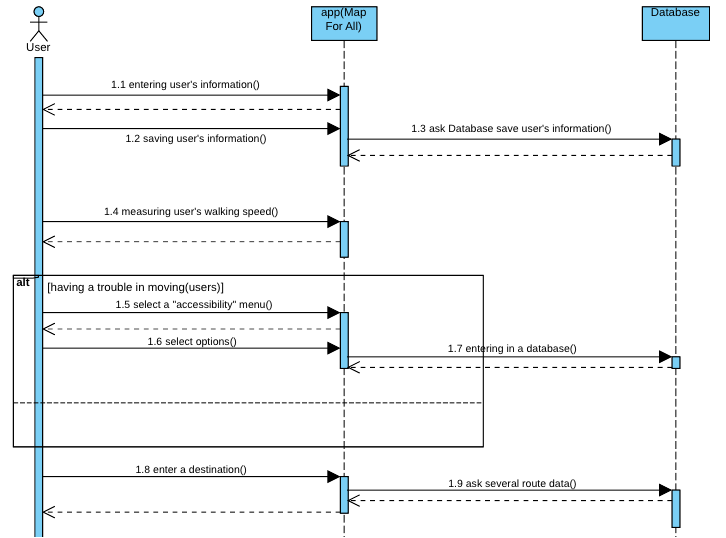 User
app(Map
For All)
Database
1.1 entering user's information()
1.2 saving user's information()
1.3 ask Database save user's information()
1.4 measuring user's walking speed()
alt
[having a trouble in moving(users)]
1.5 select a "accessibility" menu()
1.6 select options()
1.7 entering in a database()
1.8 enter a destination()
1.9 ask several route data()